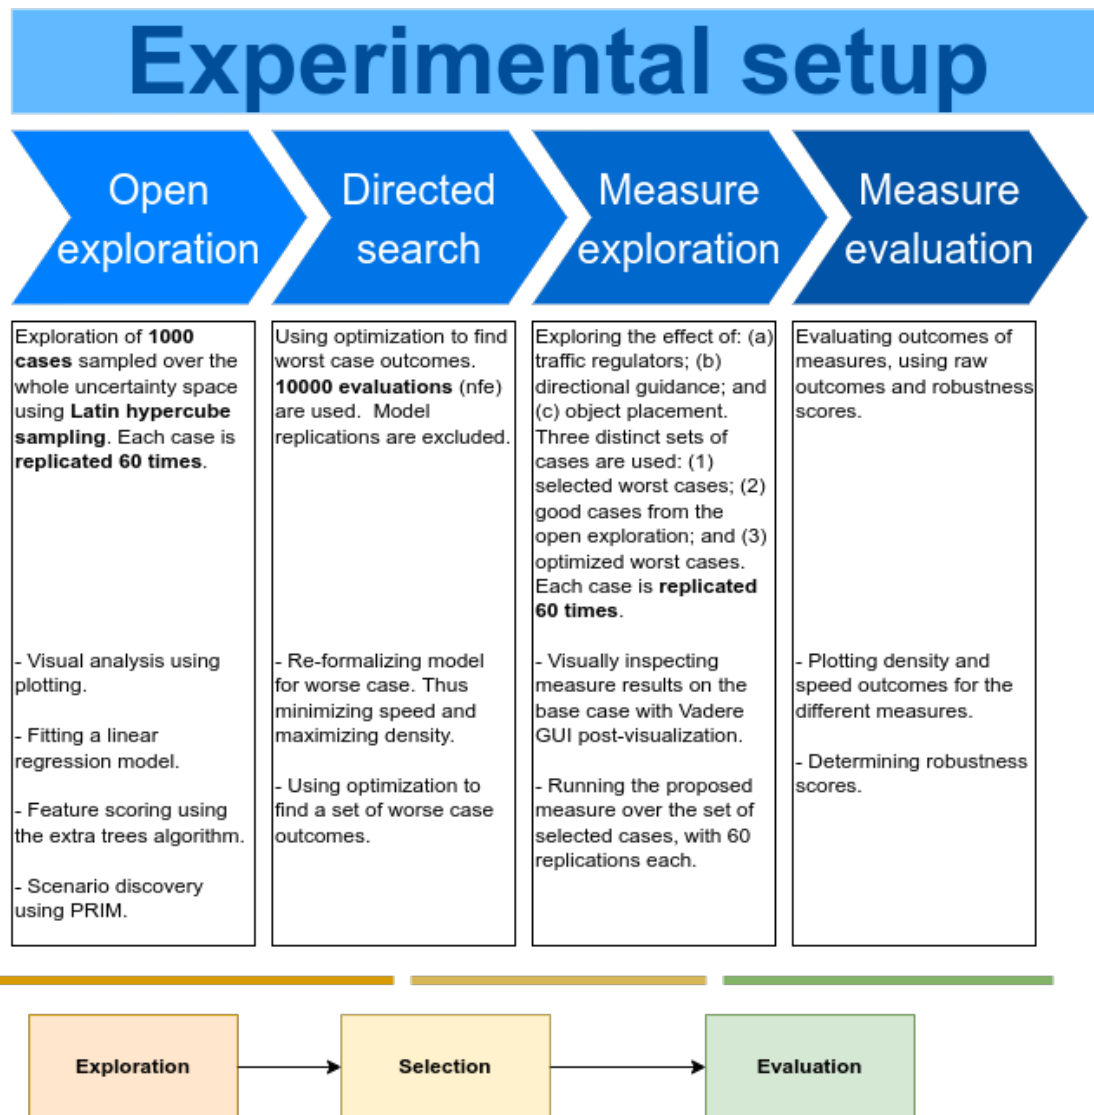 Experimental setup
Open
exploration
Directed
search
Measure
exploration
Measure
evaluation
Exploration of 1000
cases sampled over the
whole uncertainty space
using Latin hypercube
sampling. Each case is
replicated 60 times.
- Visual analysis using
plotting.
- Fitting a linear
regression model.
- Feature scoring using
the extra trees algorithm.
- Scenario discovery
using PRIM.
Using optimization to find
worst case outcomes.
10000 evaluations (nfe)
are used. Model
replications are excluded.
- Re-formalizing model
for worse case. Thus
minimizing speed and
maximizing density.
- Using optimization to
find a set of worse case
outcomes.
Exploring the effect of: (a)
traffic regulators; (b)
directional guidance; and
(c) object placement.
Three distinct sets of
cases are used: (1)
selected worst cases; (2)
good cases from the
open exploration; and (3)
optimized worst cases.
Each case is replicated
60 times.
- Visually inspecting
measure results on the
base case with Vadere
GUI post-visualization.
- Running the proposed
measure over the set of
selected cases, with 60
replications each.
Evaluating outcomes of
measures, using raw
outcomes and robustness
scores.
- Plotting density and
speed outcomes for the
different measures.
- Determining robustness
scores.
Exploration
Selection
Evaluation